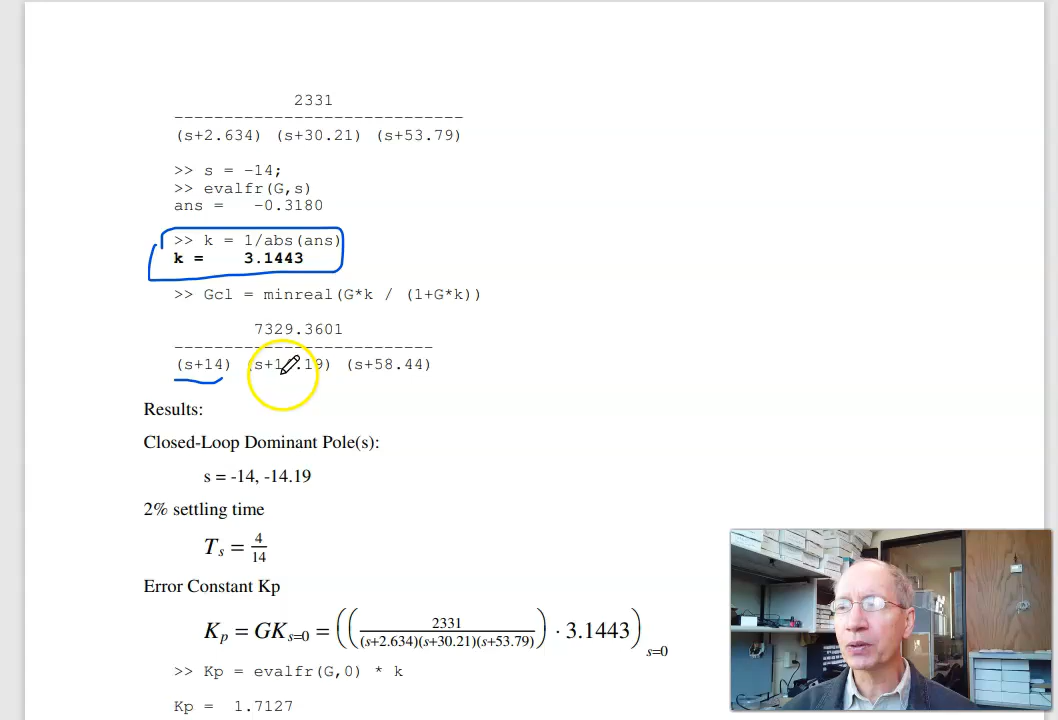 2331
-----------------------------
(s+2.634) (s+30.21) (s+53.79)
>> s = -14;
>> evalfr(G,s)
ans =   -0.3180
>> k = 1/abs(ans)
k =    3.1443
>> Gcl = minreal(G*k / (1+G*k))
7329.3601
--------------------------
(s+14) (s+14.19) (s+58.44)
Results:
Closed-Loop Dominant Pole(s):
s = -14, -14.19
2% settling time
Tₛ = 4/14
Error Constant Kp
Kₚ = GKₛ₌₀ = ((2331/((s+2.634)(s+30.21)(s+53.79))) · 3.1443)ₛ₌₀
>> Kp = evalfr(G,0) * k
Kp =  1.7127